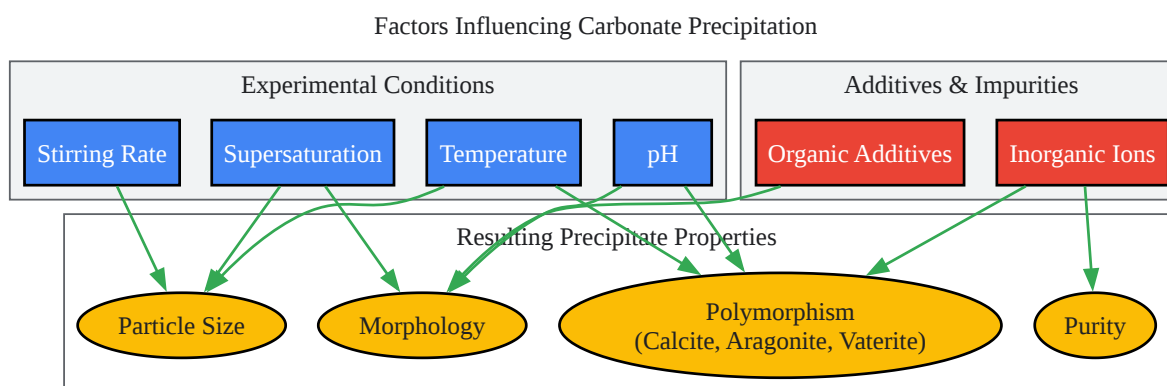 Factors Influencing Carbonate Precipitation
Experimental Conditions
Additives & Impurities
Stirring Rate
Supersaturation
Temperature
pH
Organic Additives
Inorganic Ions
Resulting Precipitate Properties
Particle Size
Morphology
Polymorphism
(Calcite, Aragonite, Vaterite)
Purity